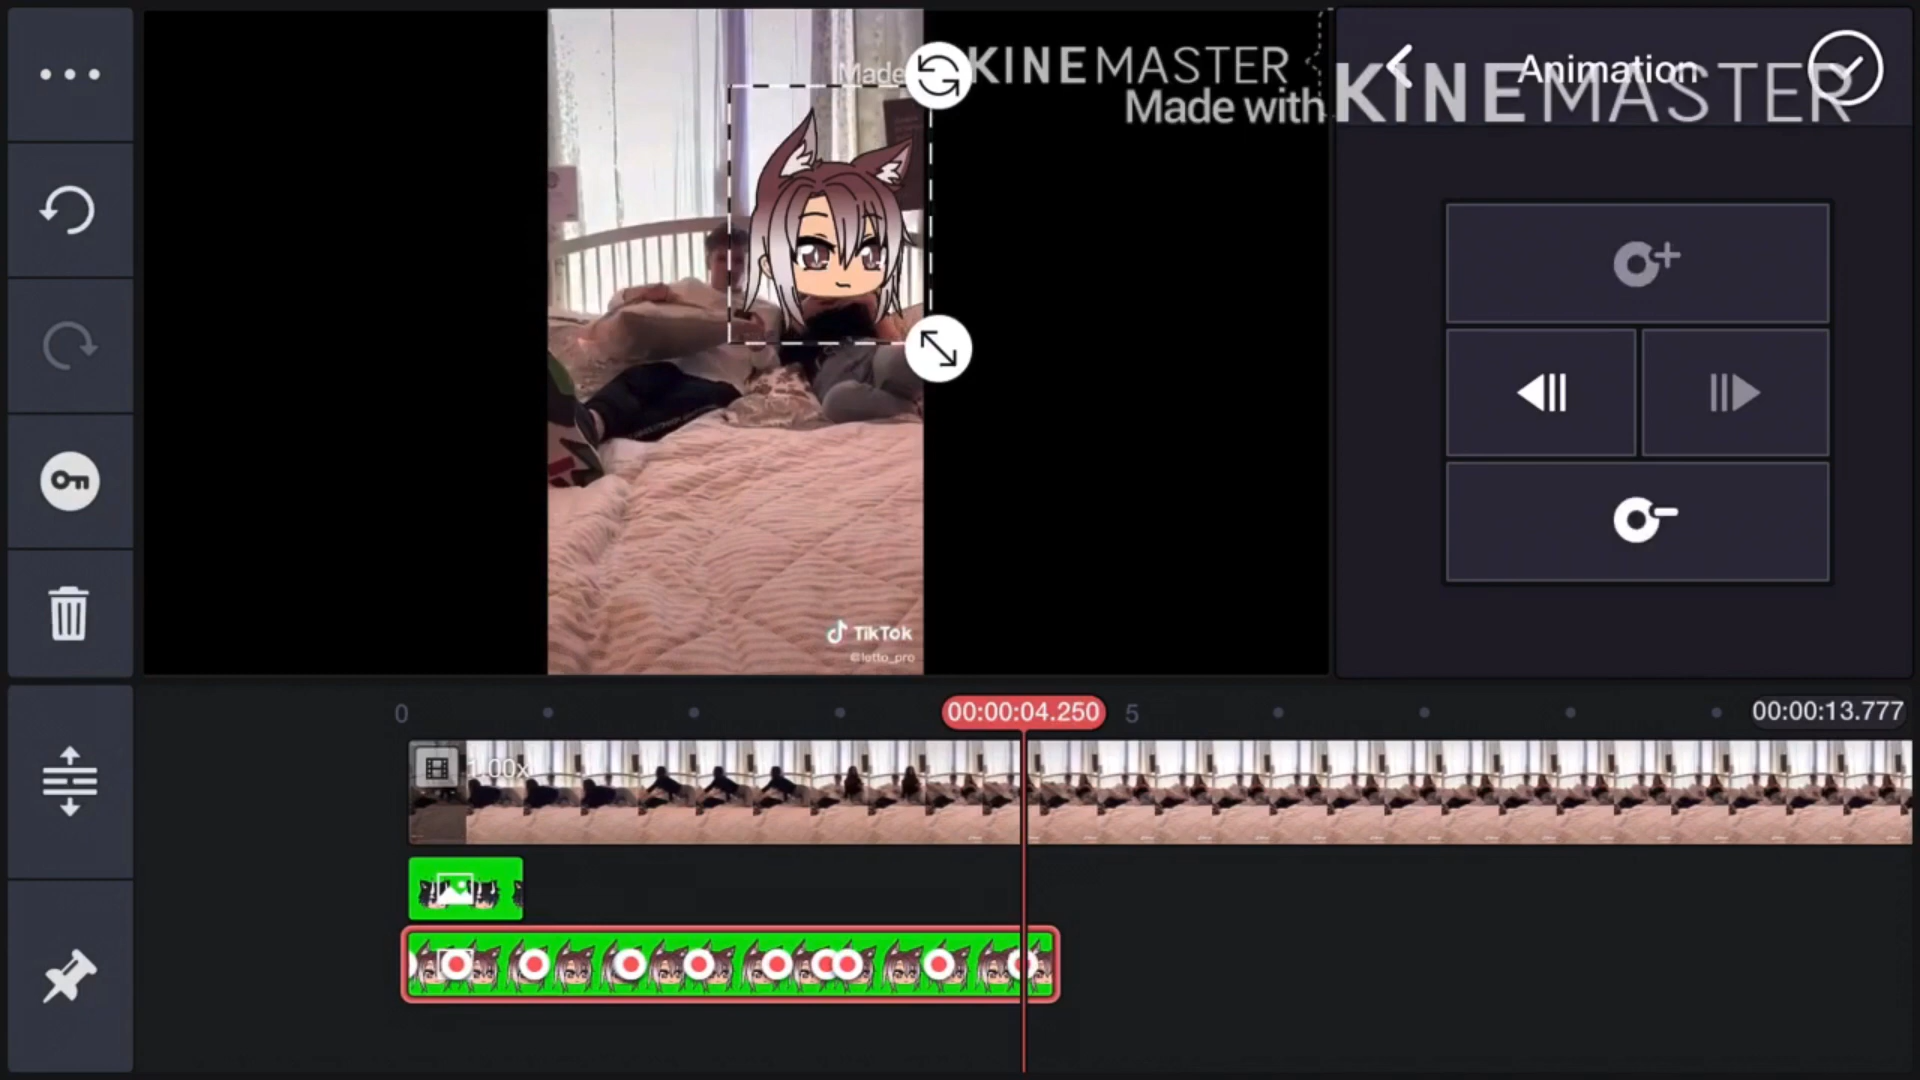 Made
KINEMASTER
Made with KINEMASTER
Animation
TikTok
@letto_pro
0
00:00:04.250
5
00:00:13.777
1.00x